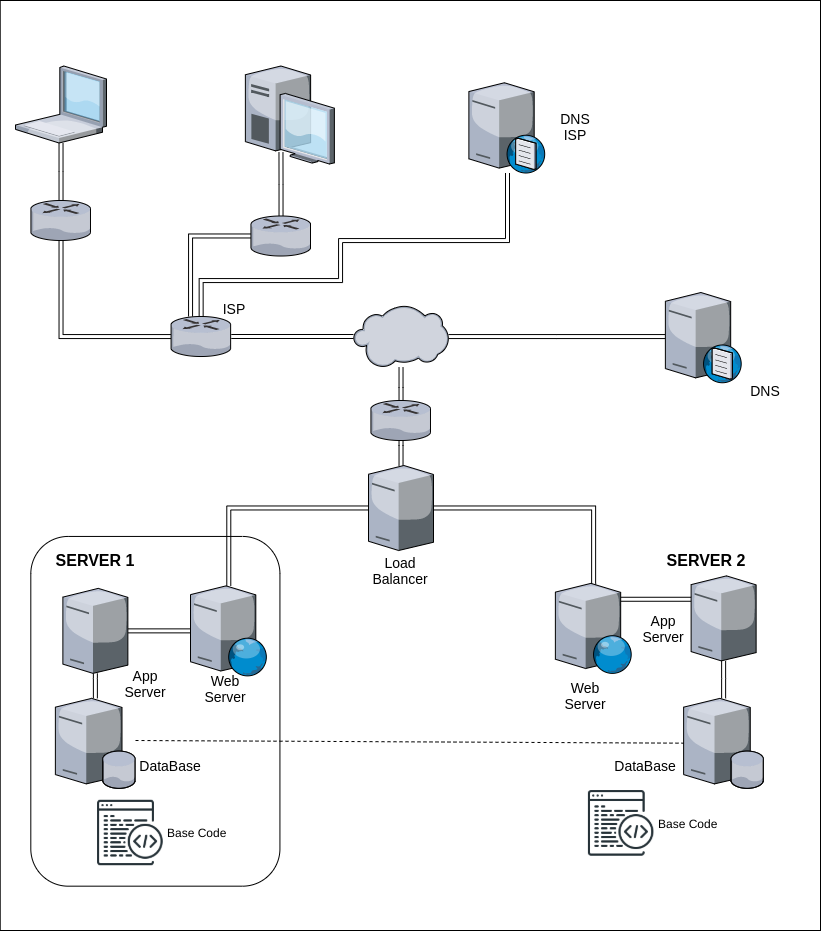 DNS
ISP
ISP
DNS
Load
Balancer
SERVER 1
SERVER 2
App
Server
Web
Server
App
Server
Web
Server
DataBase
DataBase
Base Code
Base Code